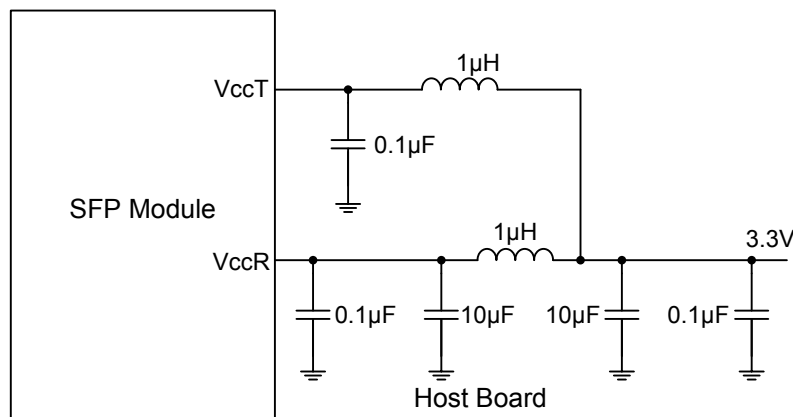 1µH
VccT
0.1µF
SFP Module
1µH
3.3V
VccR
0.1µF
10µF
10µF
0.1µF
Host Board